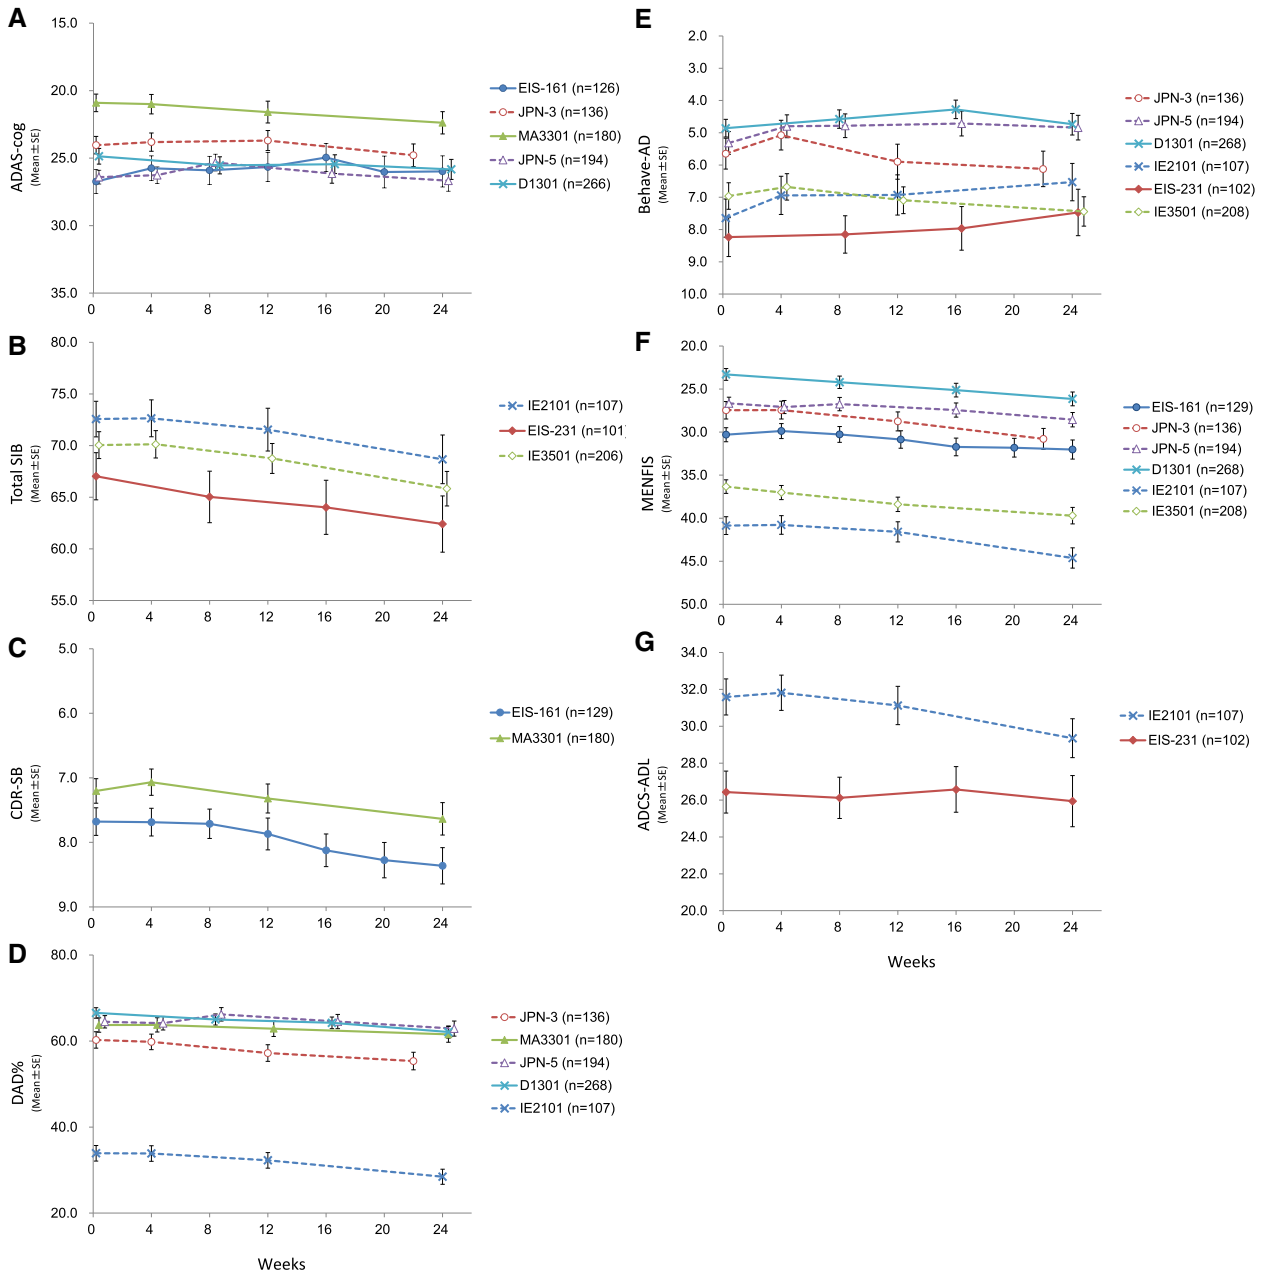 A
15.0
20.0
25.0
30.0
35.0
ADAS-cog
(Mean±SE)
0 4 8 12 16 20 24
EIS-161 (n=126)
JPN-3 (n=136)
MA3301 (n=180)
JPN-5 (n=194)
D1301 (n=266)
B
80.0
75.0
70.0
65.0
60.0
55.0
Total SIB
(Mean±SE)
0 4 8 12 16 20 24
IE2101 (n=107)
EIS-231 (n=101)
IE3501 (n=206)
C
5.0
6.0
7.0
8.0
9.0
CDR-SB
(Mean±SE)
0 4 8 12 16 20 24
EIS-161 (n=129)
MA3301 (n=180)
D
80.0
60.0
40.0
20.0
DAD%
(Mean±SE)
0 4 8 12 16 20 24
Weeks
JPN-3 (n=136)
MA3301 (n=180)
JPN-5 (n=194)
D1301 (n=268)
IE2101 (n=107)
E
2.0
3.0
4.0
5.0
6.0
7.0
8.0
9.0
10.0
Behave-AD
(Mean±SE)
0 4 8 12 16 20 24
JPN-3 (n=136)
JPN-5 (n=194)
D1301 (n=268)
IE2101 (n=107)
EIS-231 (n=102)
IE3501 (n=208)
F
20.0
25.0
30.0
35.0
40.0
45.0
50.0
MENFIS
(Mean±SE)
0 4 8 12 16 20 24
EIS-161 (n=129)
JPN-3 (n=136)
JPN-5 (n=194)
D1301 (n=268)
IE2101 (n=107)
IE3501 (n=208)
G
34.0
32.0
30.0
28.0
26.0
24.0
22.0
20.0
ADCS-ADL
(Mean±SE)
0 4 8 12 16 20 24
Weeks
IE2101 (n=107)
EIS-231 (n=102)